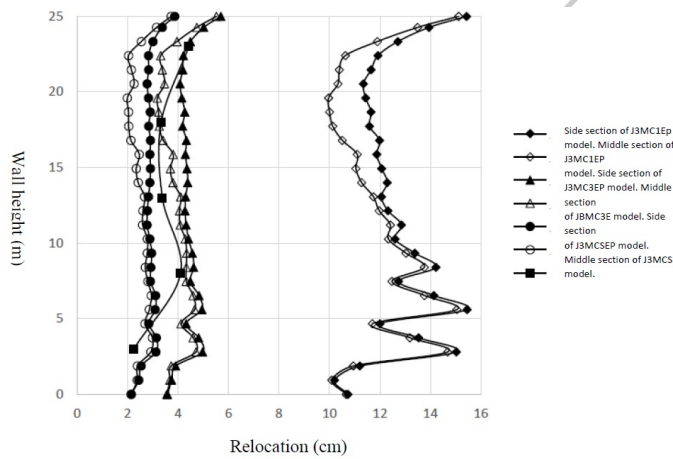 25
20
15
10
5
0
0 2 4 6 8 10 12 14 16
Wall height (m)
Relocation (cm)
Side section of J3MC1Ep
model. Middle section of
J3MC1EP
model. Side section of
J3MC3EP model. Middle
section
of JBMC3E model. Side
section
of J3MCSEP model.
Middle section of J3MCS
model.